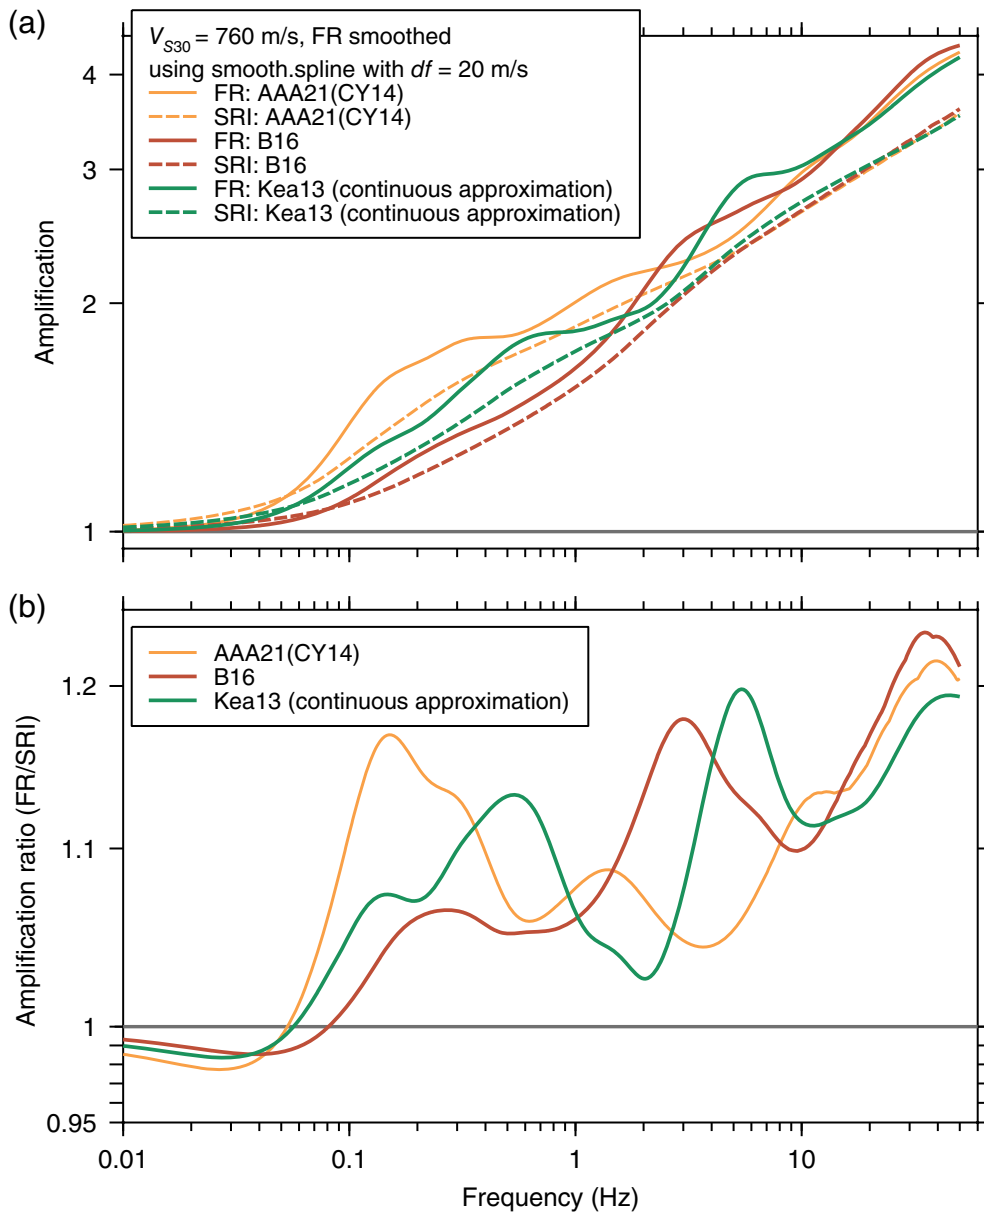 (a)
V_S30 = 760 m/s, FR smoothed
using smooth.spline with df = 20 m/s
FR: AAA21(CY14)
SRI: AAA21(CY14)
FR: B16
SRI: B16
FR: Kea13 (continuous approximation)
SRI: Kea13 (continuous approximation)
4
3
2
1
Amplification
(b)
AAA21(CY14)
B16
Kea13 (continuous approximation)
1.2
1.1
1
0.95
Amplification ratio (FR/SRI)
0.01 0.1 1 10
Frequency (Hz)